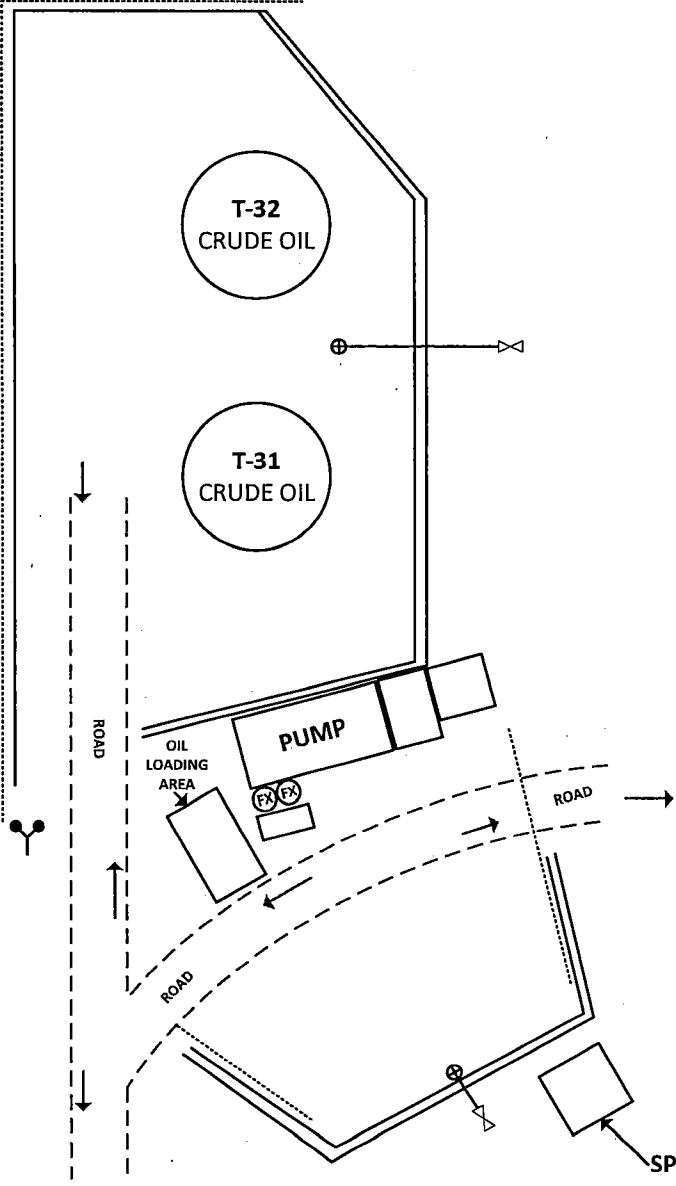 T-32
CRUDE OIL
T-31
CRUDE OIL
ROAD
PUMP
OIL
LOADING
AREA
FX FX
ROAD
ROAD
SP